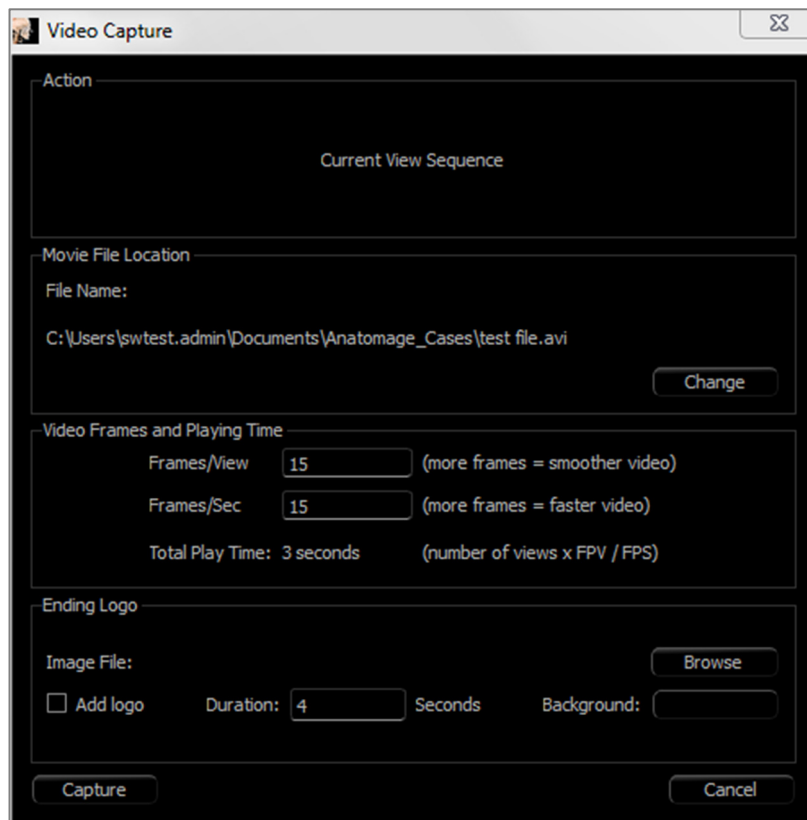 Video Capture
Action
Current View Sequence
Movie File Location
File Name:
C:\Users\swtest.admin\Documents\Anatomage_Cases\test file.avi
Change
Video Frames and Playing Time
Frames/View 15 (more frames = smoother video)
Frames/Sec 15 (more frames = faster video)
Total Play Time: 3 seconds (number of views x FPV / FPS)
Ending Logo
Image File: Browse
Add logo Duration: 4 Seconds Background:
Capture Cancel